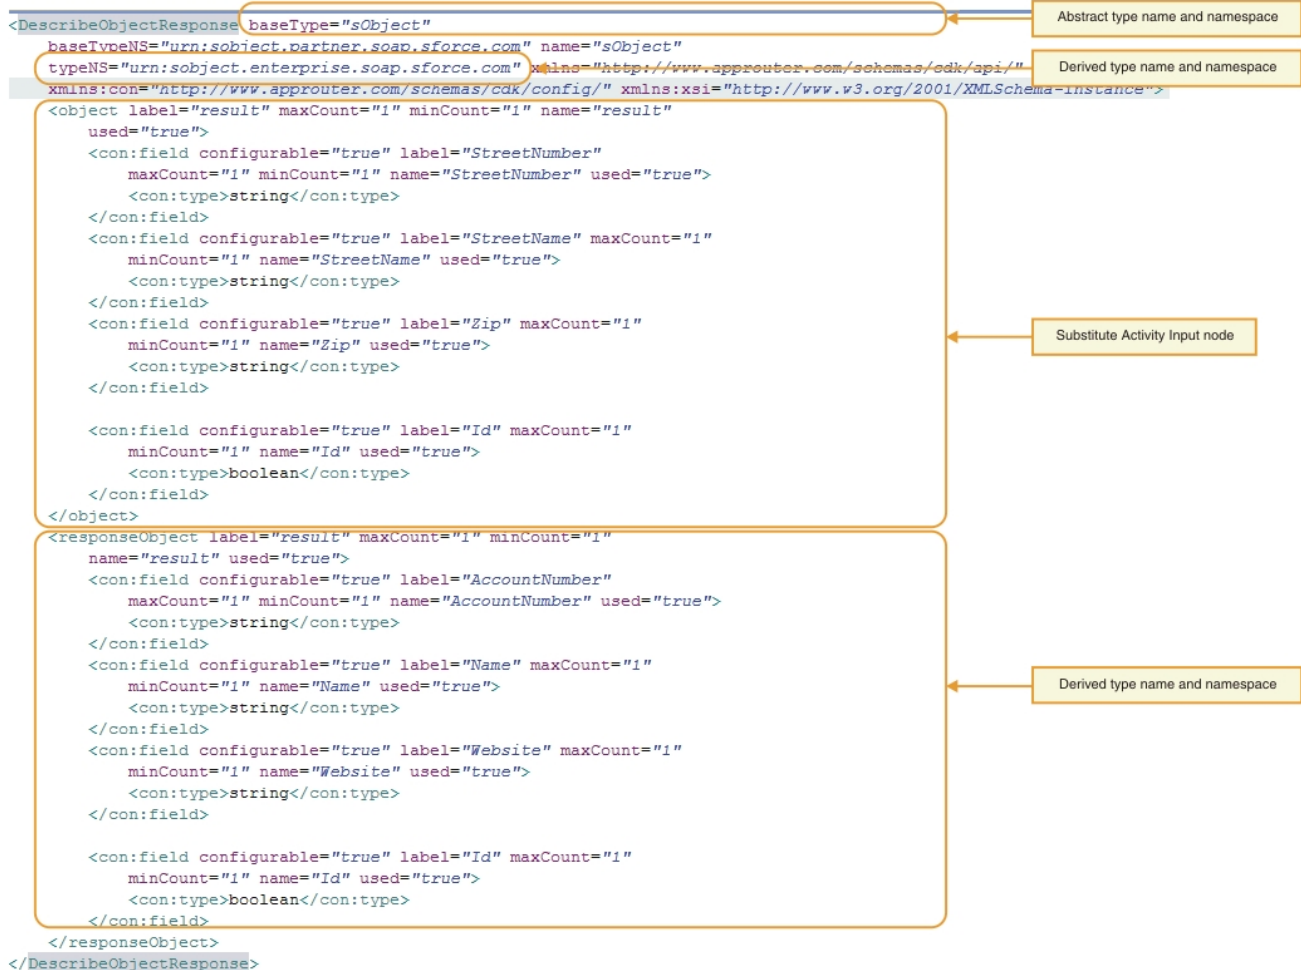 <DescribeObjectResponse baseType="sObject"
Abstract type name and namespace
baseTypeNS="urn:sobject.partner.soap.sforce.com" name="sObject"
typeNS="urn:sobject.enterprise.soap.sforce.com" xmlns="http://www.approuter.com/schemas/cdk/api/"
Derived type name and namespace
xmlns:con="http://www.approuter.com/schemas/cdk/config/" xmlns:xsi="http://www.w3.org/2001/XMLSchema-instance">
<object label="result" maxCount="1" minCount="1" name="result"
used="true">
<con:field configurable="true" label="StreetNumber"
maxCount="1" minCount="1" name="StreetNumber" used="true">
<con:type>string</con:type>
</con:field>
<con:field configurable="true" label="StreetName" maxCount="1"
minCount="1" name="StreetName" used="true">
<con:type>string</con:type>
</con:field>
<con:field configurable="true" label="Zip" maxCount="1"
minCount="1" name="Zip" used="true">
Substitute Activity Input node
<con:type>string</con:type>
</con:field>
<con:field configurable="true" label="Id" maxCount="1"
minCount="1" name="Id" used="true">
<con:type>boolean</con:type>
</con:field>
</object>
<responseObject label="result" maxCount="1" minCount="1"
name="result" used="true">
<con:field configurable="true" label="AccountNumber"
maxCount="1" minCount="1" name="AccountNumber" used="true">
<con:type>string</con:type>
</con:field>
<con:field configurable="true" label="Name" maxCount="1"
minCount="1" name="Name" used="true">
Derived type name and namespace
<con:type>string</con:type>
</con:field>
<con:field configurable="true" label="Website" maxCount="1"
minCount="1" name="Website" used="true">
<con:type>string</con:type>
</con:field>
<con:field configurable="true" label="Id" maxCount="1"
minCount="1" name="Id" used="true">
<con:type>boolean</con:type>
</con:field>
</responseObject>
</DescribeObjectResponse>